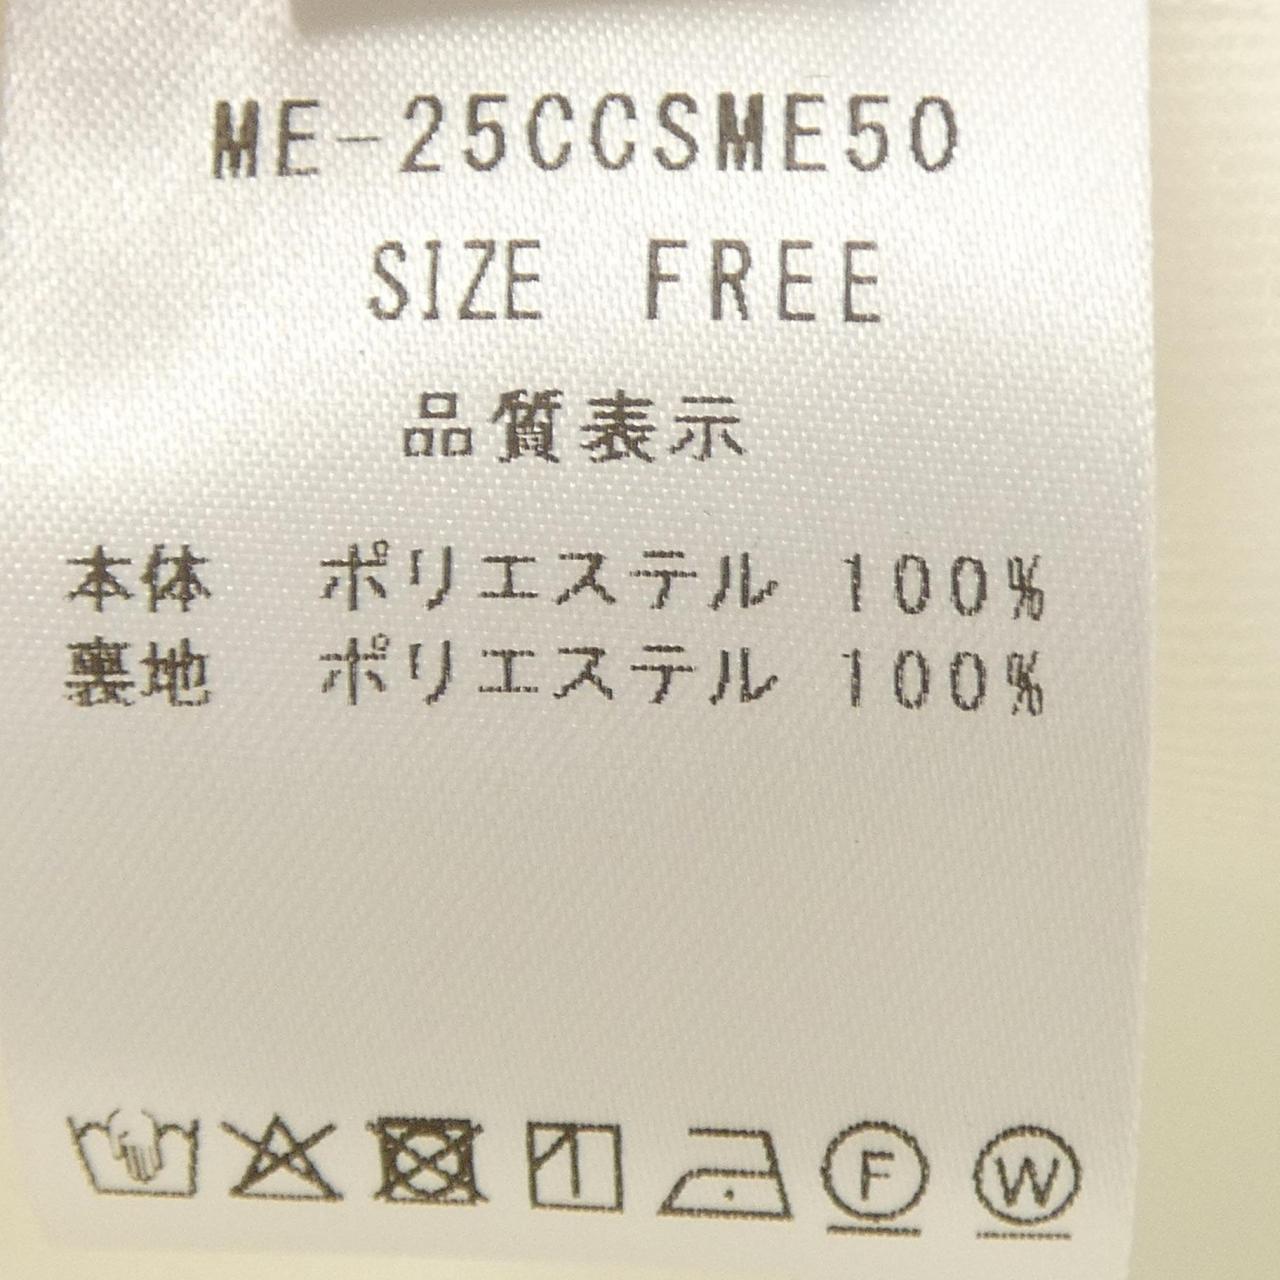 ME-25CCSME50
SIZE FREE
品質表示
本体 ポリエステル 100%
裏地 ポリエステル 100%
F W